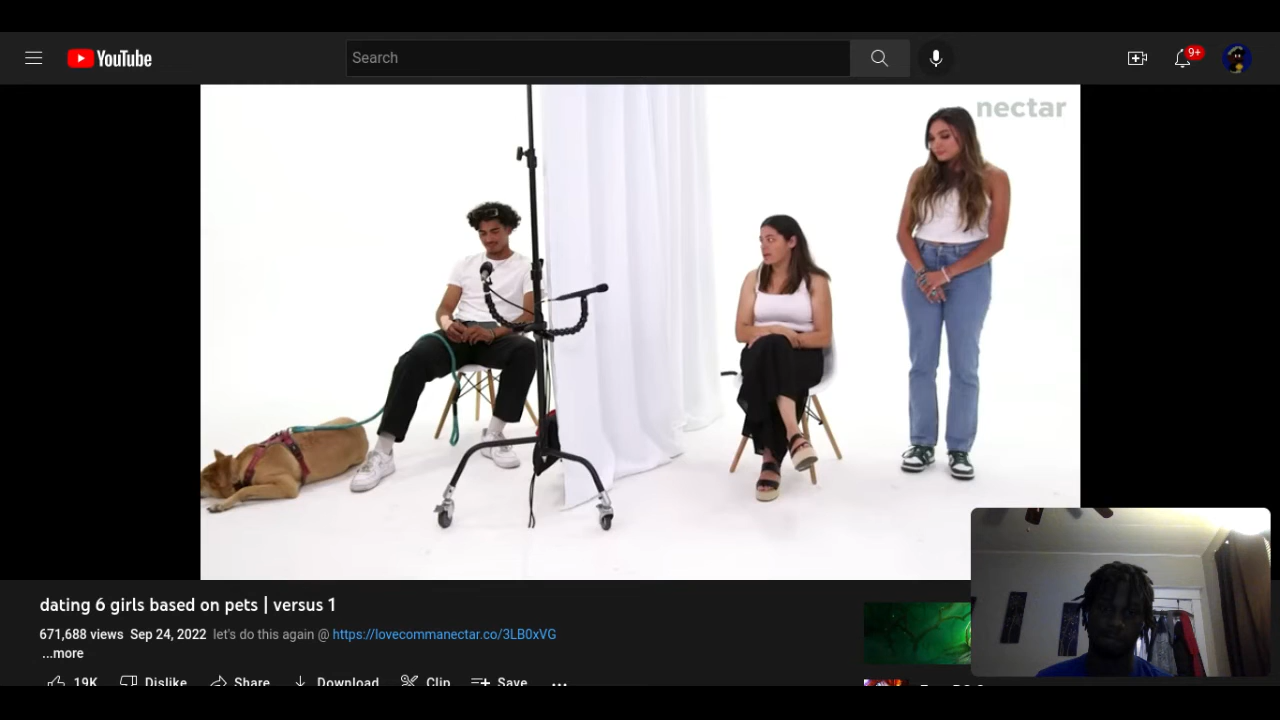 YouTube
Search
9+
nectar
dating 6 girls based on pets | versus 1
671,688 views Sep 24, 2022 let's do this again @ https://lovecommanectar.co/3LB0xVG
...more
19K Dislike Share Download Clip Save ...